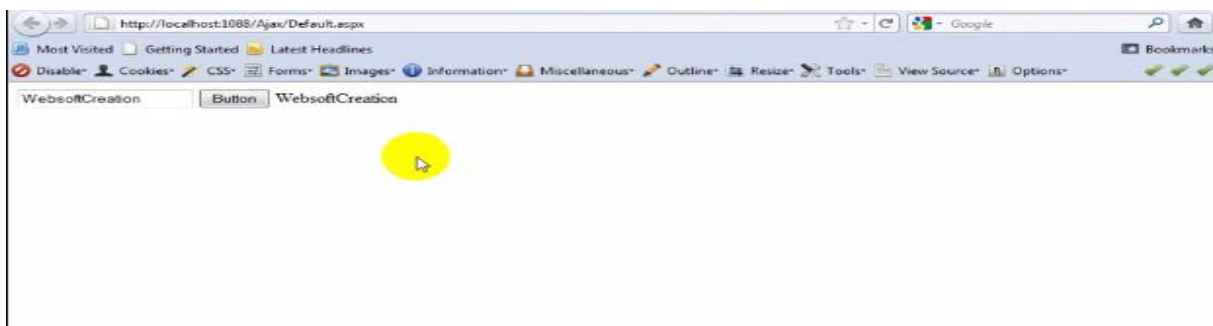 http://localhost:1088/Ajax/Default.aspx Google
Most Visited Getting Started Latest Headlines Bookmarks
Disable Cookies CSS Forms Images Information Miscellaneous Outline Resize Tools View Source Options
WebsoftCreation Button WebsoftCreation